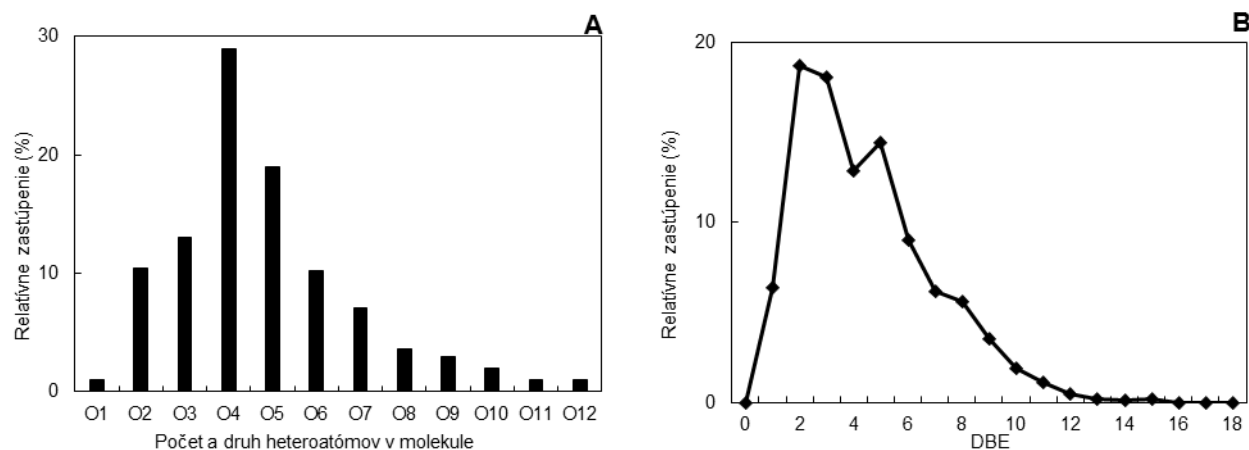 A
30
20
10
0
Relatívne zastúpenie (%)
O1 O2 O3 O4 O5 O6 O7 O8 O9 O10 O11 O12
Počet a druh heteroatómov v molekule
B
20
10
0
Relatívne zastúpenie (%)
0 2 4 6 8 10 12 14 16 18
DBE